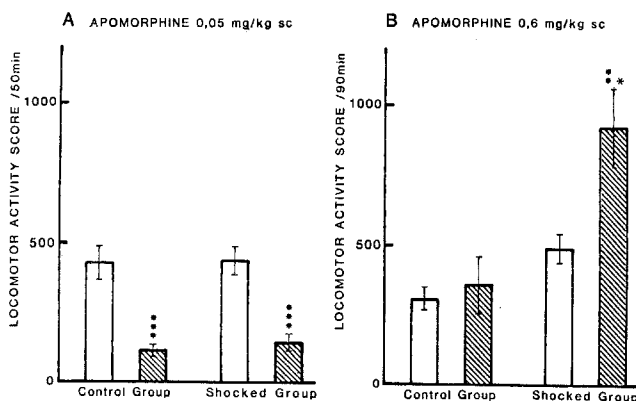 A APOMORPHINE 0,05 mg/kg sc
LOCOMOTOR ACTIVITY SCORE /50min
1000
500
0
Control Group
Shocked Group
B APOMORPHINE 0,6 mg/kg sc
LOCOMOTOR ACTIVITY SCORE /90min
1000
500
0
*
Control Group
Shocked Group